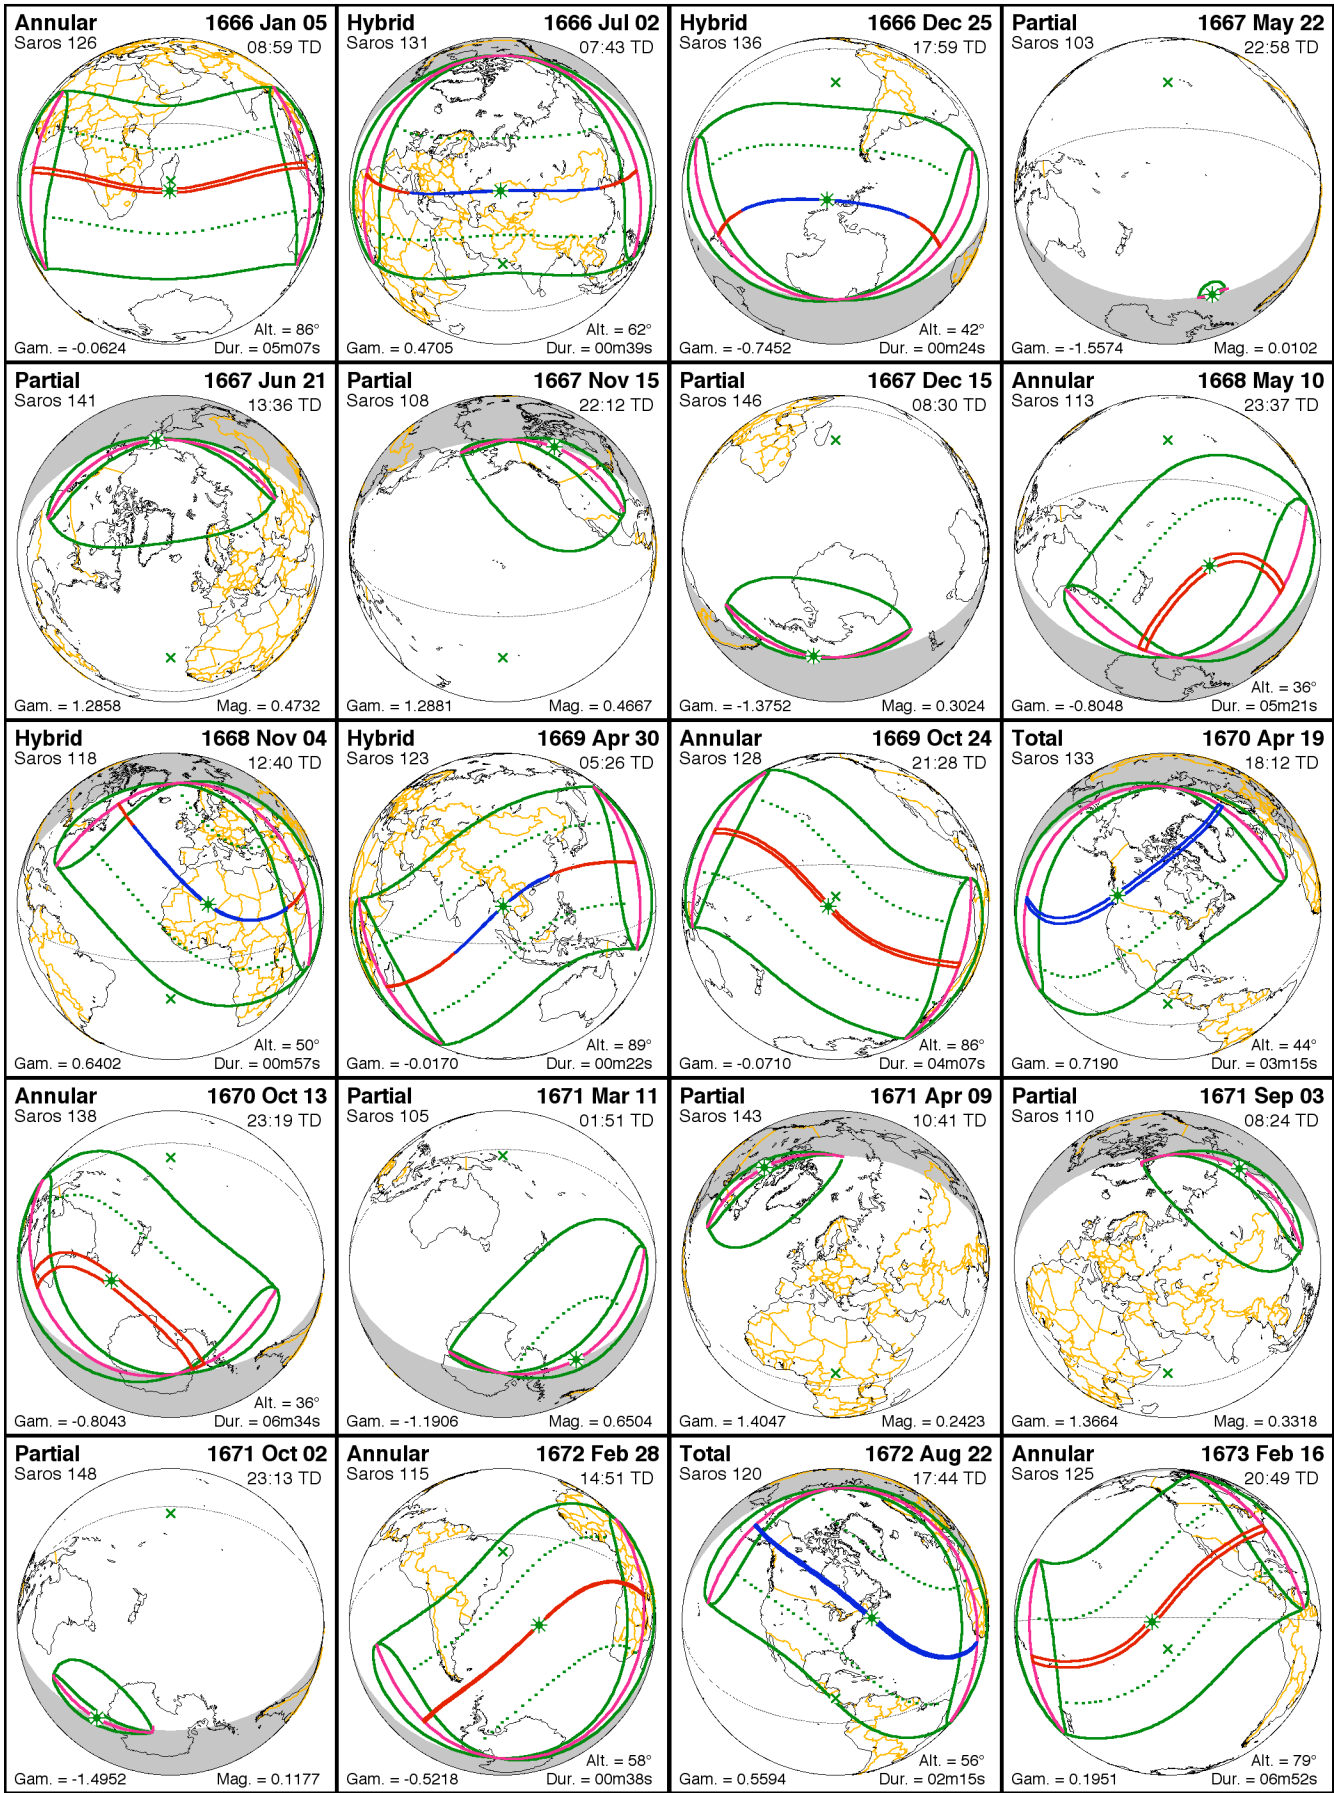 Annular 1666 Jan 05
Saros 126 08:59 TD
Alt. = 86°
Gam. = -0.0624 Dur. = 05m07s
Hybrid 1666 Jul 02
Saros 131 07:43 TD
Alt. = 62°
Gam. = 0.4705 Dur. = 00m39s
Hybrid 1666 Dec 25
Saros 136 17:59 TD
Alt. = 42°
Gam. = -0.7452 Dur. = 00m24s
Partial 1667 May 22
Saros 103 22:58 TD
Gam. = -1.5574 Mag. = 0.0102
Partial 1667 Jun 21
Saros 141 13:36 TD
Gam. = 1.2858 Mag. = 0.4732
Partial 1667 Nov 15
Saros 108 22:12 TD
Gam. = 1.2881 Mag. = 0.4667
Partial 1667 Dec 15
Saros 146 08:30 TD
Gam. = -1.3752 Mag. = 0.3024
Annular 1668 May 10
Saros 113 23:37 TD
Alt. = 36°
Gam. = -0.8048 Dur. = 05m21s
Hybrid 1668 Nov 04
Saros 118 12:40 TD
Alt. = 50°
Gam. = 0.6402 Dur. = 00m57s
Hybrid 1669 Apr 30
Saros 123 05:26 TD
Alt. = 89°
Gam. = -0.0170 Dur. = 00m22s
Annular 1669 Oct 24
Saros 128 21:28 TD
Alt. = 86°
Gam. = -0.0710 Dur. = 04m07s
Total 1670 Apr 19
Saros 133 18:12 TD
Alt. = 44°
Gam. = 0.7190 Dur. = 03m15s
Annular 1670 Oct 13
Saros 138 23:19 TD
Alt. = 36°
Gam. = -0.8043 Dur. = 06m34s
Partial 1671 Mar 11
Saros 105 01:51 TD
Gam. = -1.1906 Mag. = 0.6504
Partial 1671 Apr 09
Saros 143 10:41 TD
Gam. = 1.4047 Mag. = 0.2423
Partial 1671 Sep 03
Saros 110 08:24 TD
Gam. = 1.3664 Mag. = 0.3318
Partial 1671 Oct 02
Saros 148 23:13 TD
Gam. = -1.4952 Mag. = 0.1177
Annular 1672 Feb 28
Saros 115 14:51 TD
Alt. = 58°
Gam. = -0.5218 Dur. = 00m38s
Total 1672 Aug 22
Saros 120 17:44 TD
Alt. = 56°
Gam. = 0.5594 Dur. = 02m15s
Annular 1673 Feb 16
Saros 125 20:49 TD
Alt. = 79°
Gam. = 0.1951 Dur. = 06m52s